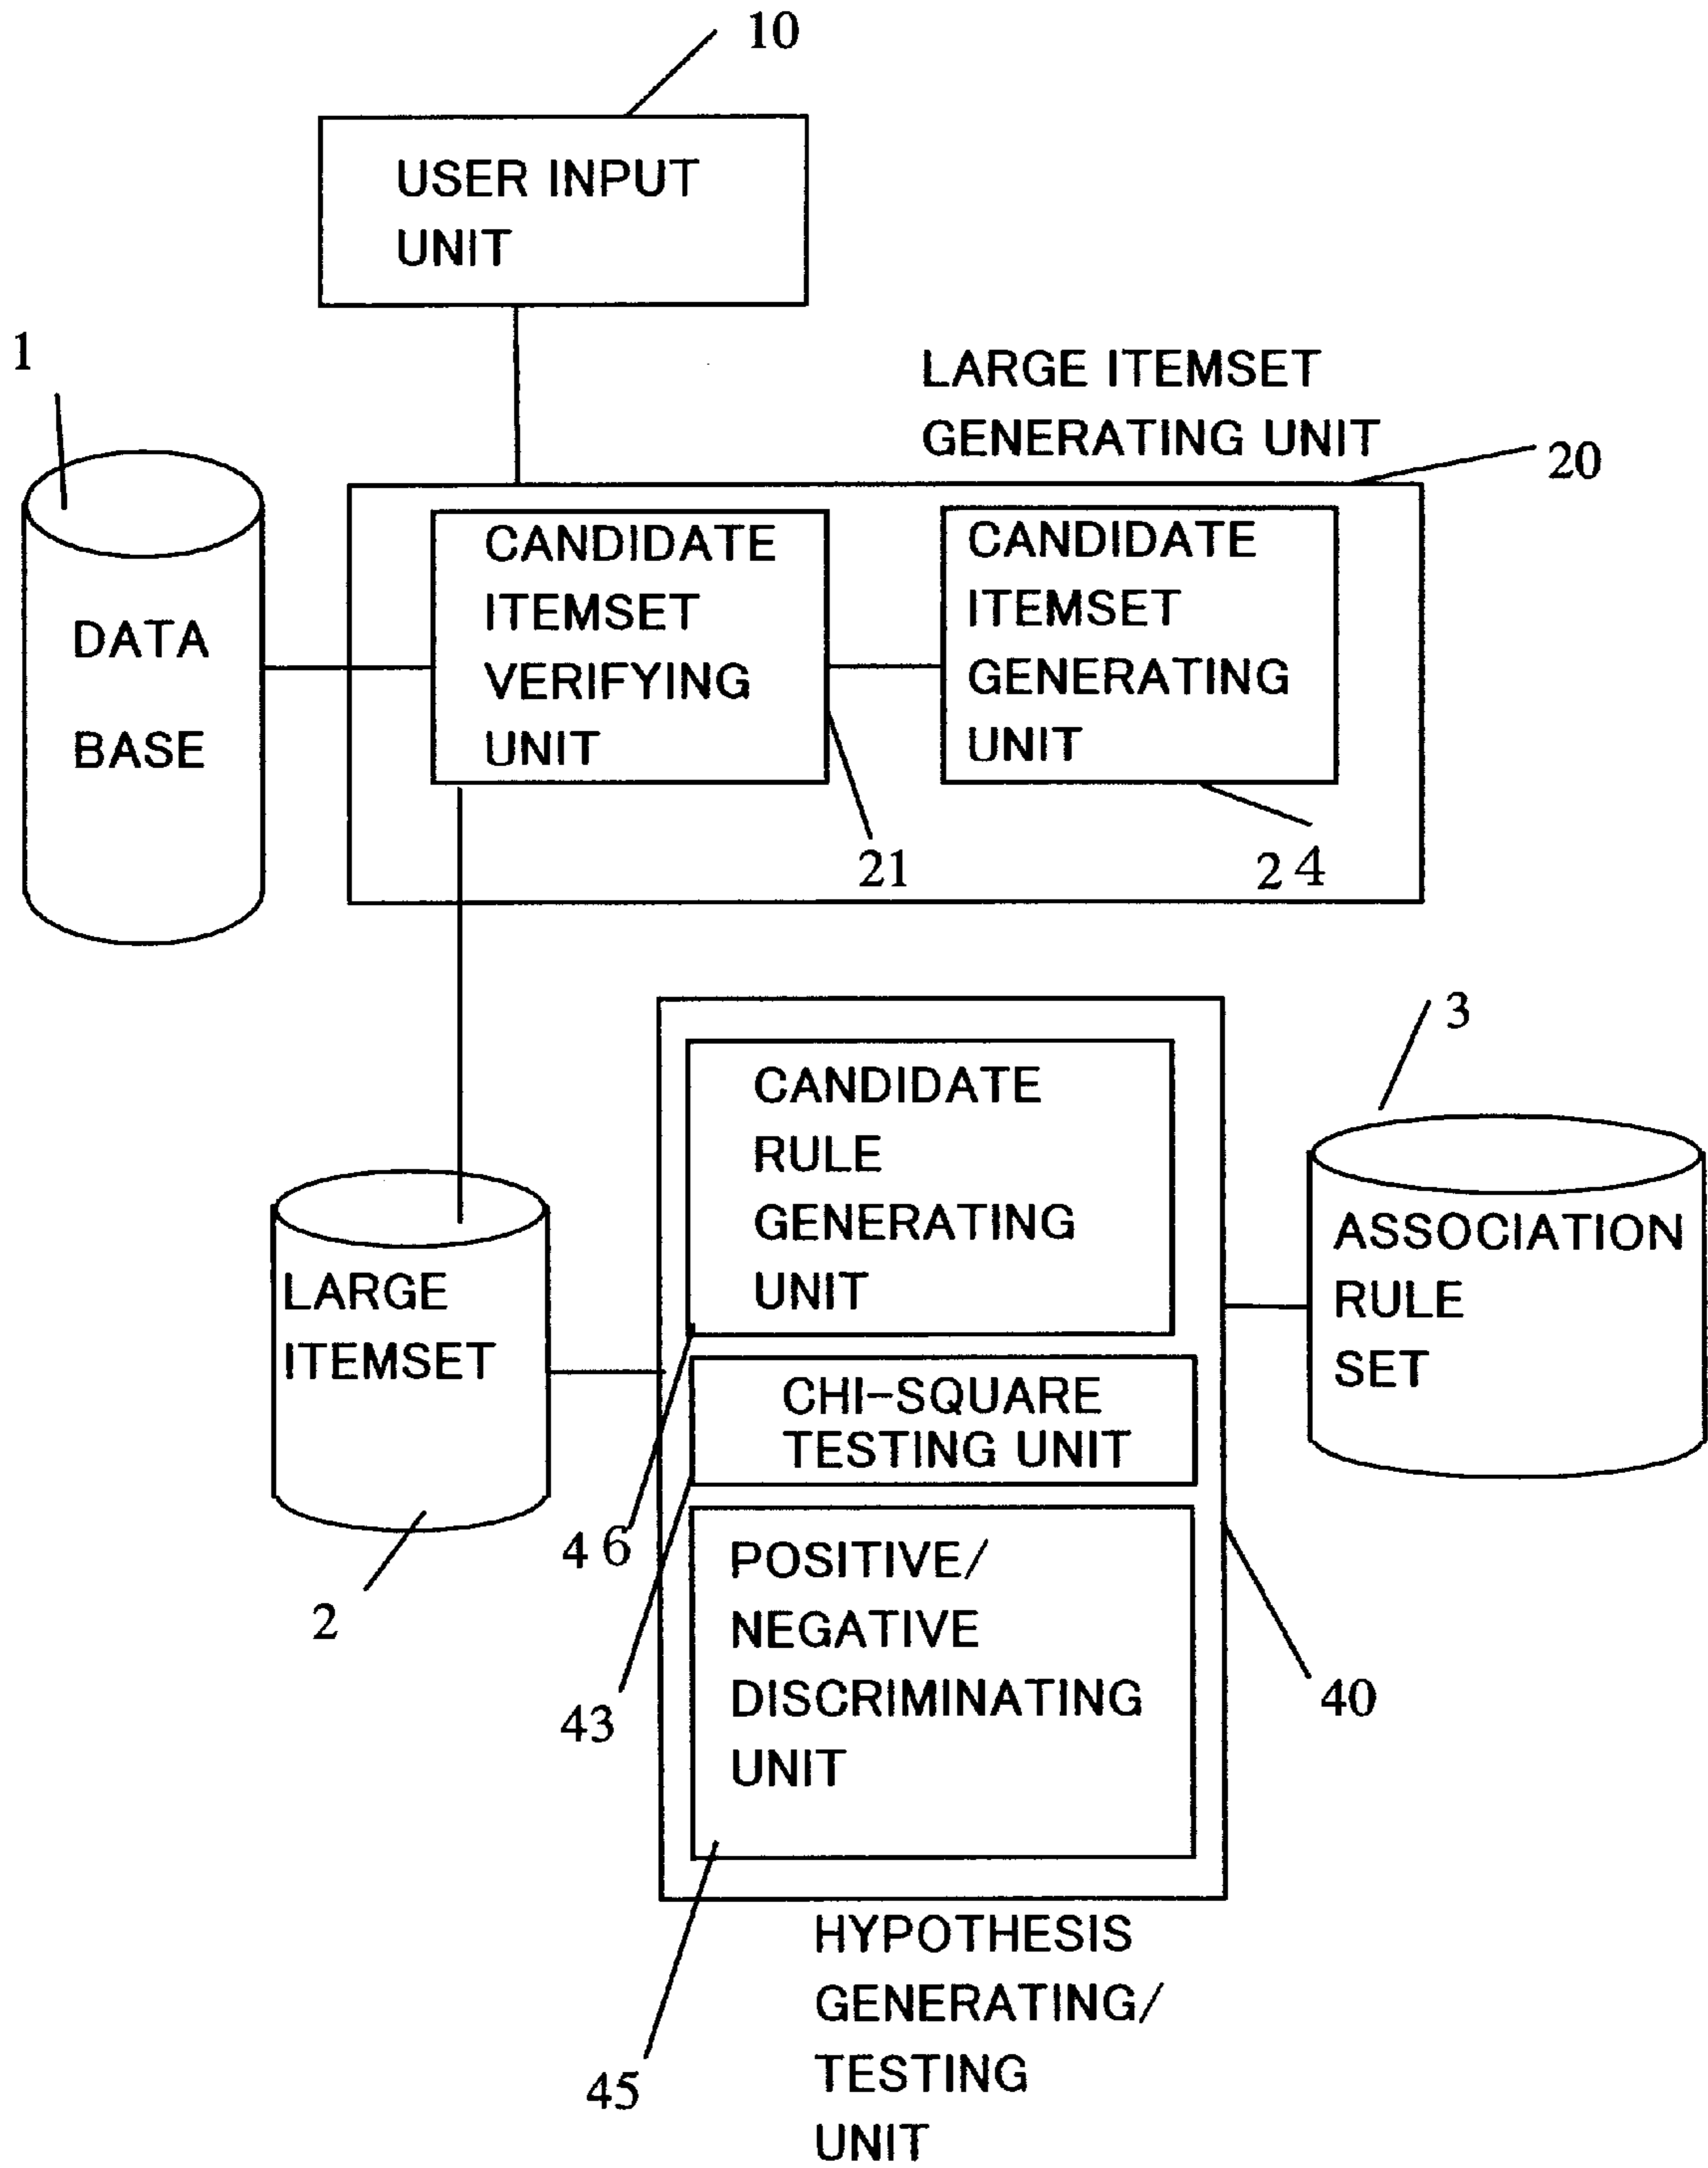 10
USER INPUT
UNIT
1
LARGE ITEMSET
GENERATING UNIT
20
DATA
BASE
CANDIDATE
ITEMSET
VERIFYING
UNIT
21
CANDIDATE
ITEMSET
GENERATING
UNIT
24
3
CANDIDATE
RULE
GENERATING
UNIT
ASSOCIATION
RULE
SET
LARGE
ITEMSET
CHI-SQUARE
TESTING UNIT
46
2
43
POSITIVE/
NEGATIVE
DISCRIMINATING
UNIT
40
45
HYPOTHESIS
GENERATING/
TESTING
UNIT